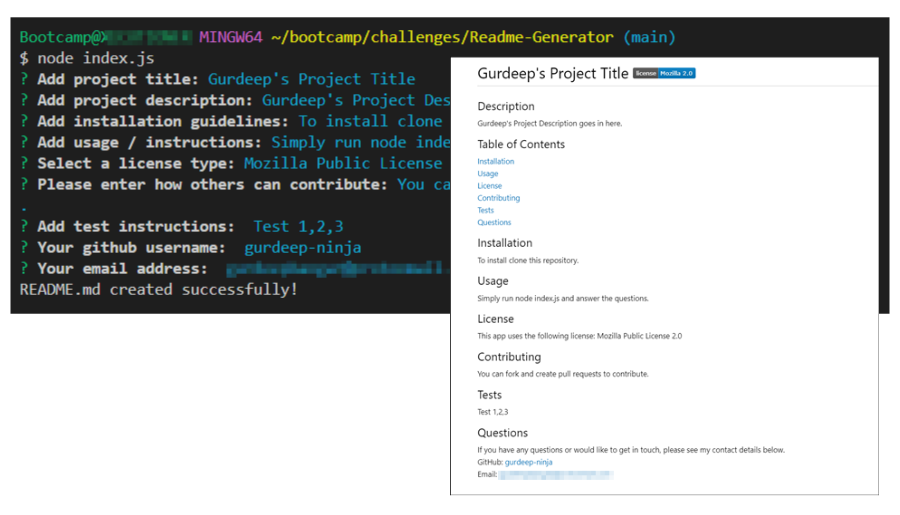 Bootcamp@ MINGW64 ~/bootcamp/challenges/Readme-Generator (main)
$ node index.js
? Add project title: Gurdeep's Project Title
? Add project description: Gurdeep's Project Des
? Add installation guidelines: To install clone
? Add usage / instructions: Simply run node inde
? Select a license type: Mozilla Public License
? Please enter how others can contribute: You ca
.
? Add test instructions: Test 1,2,3
? Your github username: gurdeep-ninja
? Your email address:
README.md created successfully!
Gurdeep's Project Title license Mozilla 2.0
Description
Gurdeep's Project Description goes in here.
Table of Contents
Installation
Usage
License
Contributing
Tests
Questions
Installation
To install clone this repository.
Usage
Simply run node index.js and answer the questions.
License
This app uses the following license: Mozilla Public License 2.0
Contributing
You can fork and create pull requests to contribute.
Tests
Test 1,2,3
Questions
If you have any questions or would like to get in touch, please see my contact details below.
GitHub: gurdeep-ninja
Email: